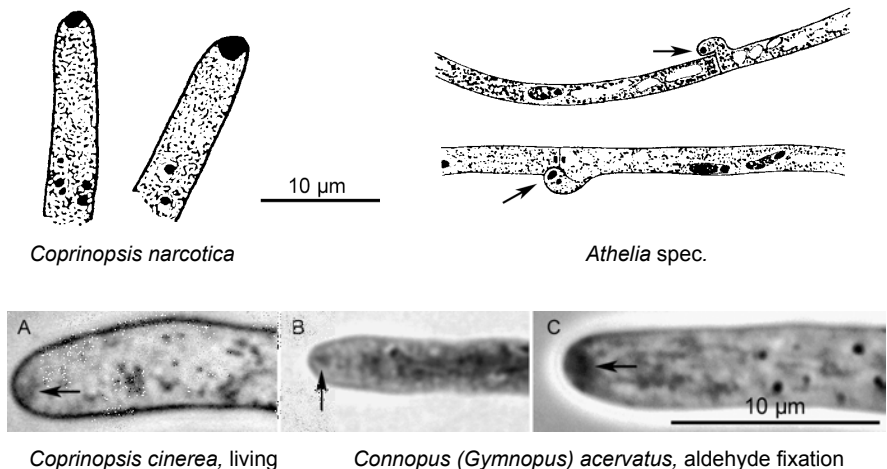 10 µm
Coprinopsis narcotica
Athelia spec.
A
B
C
10 µm
Coprinopsis cinerea, living
Connopus (Gymnopus) acervatus, aldehyde fixation